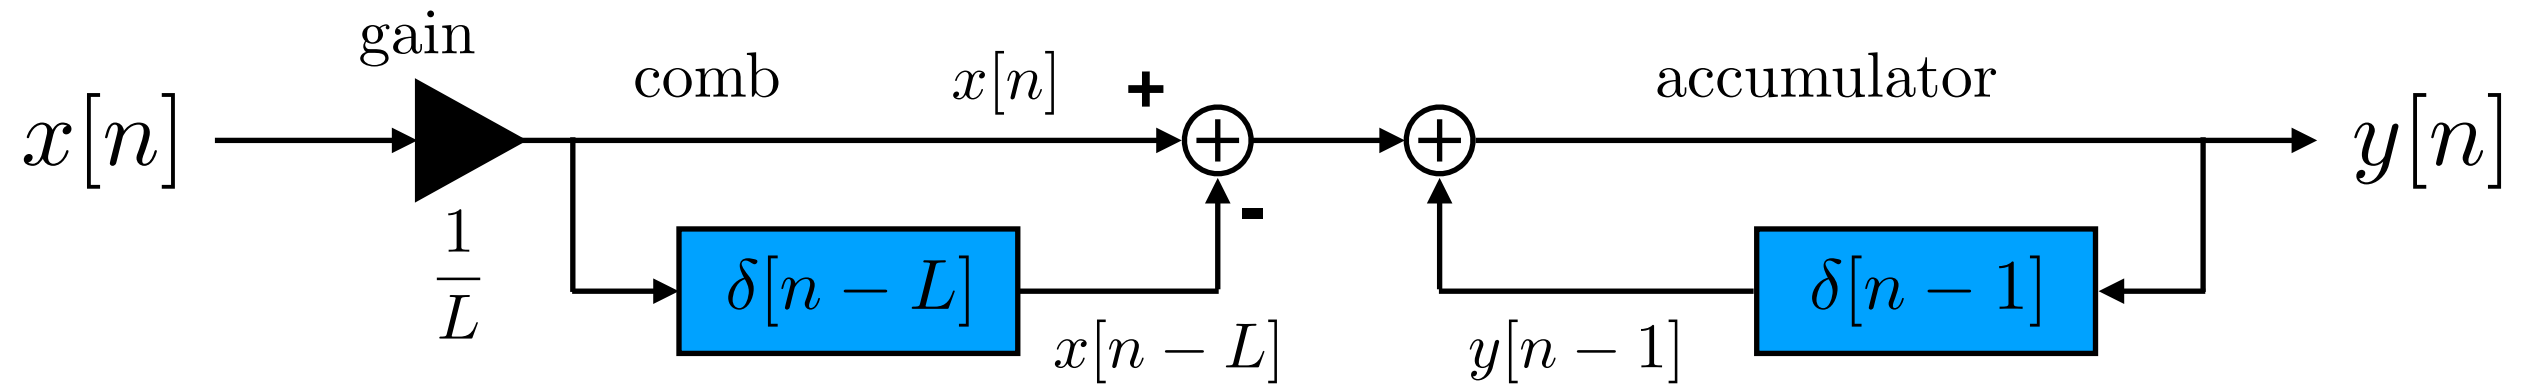 gain
comb
x[n]
+
accumulator
x[n]
y[n]
+
+
-
1
L
δ[n − L]
δ[n − 1]
x[n − L]
y[n − 1]